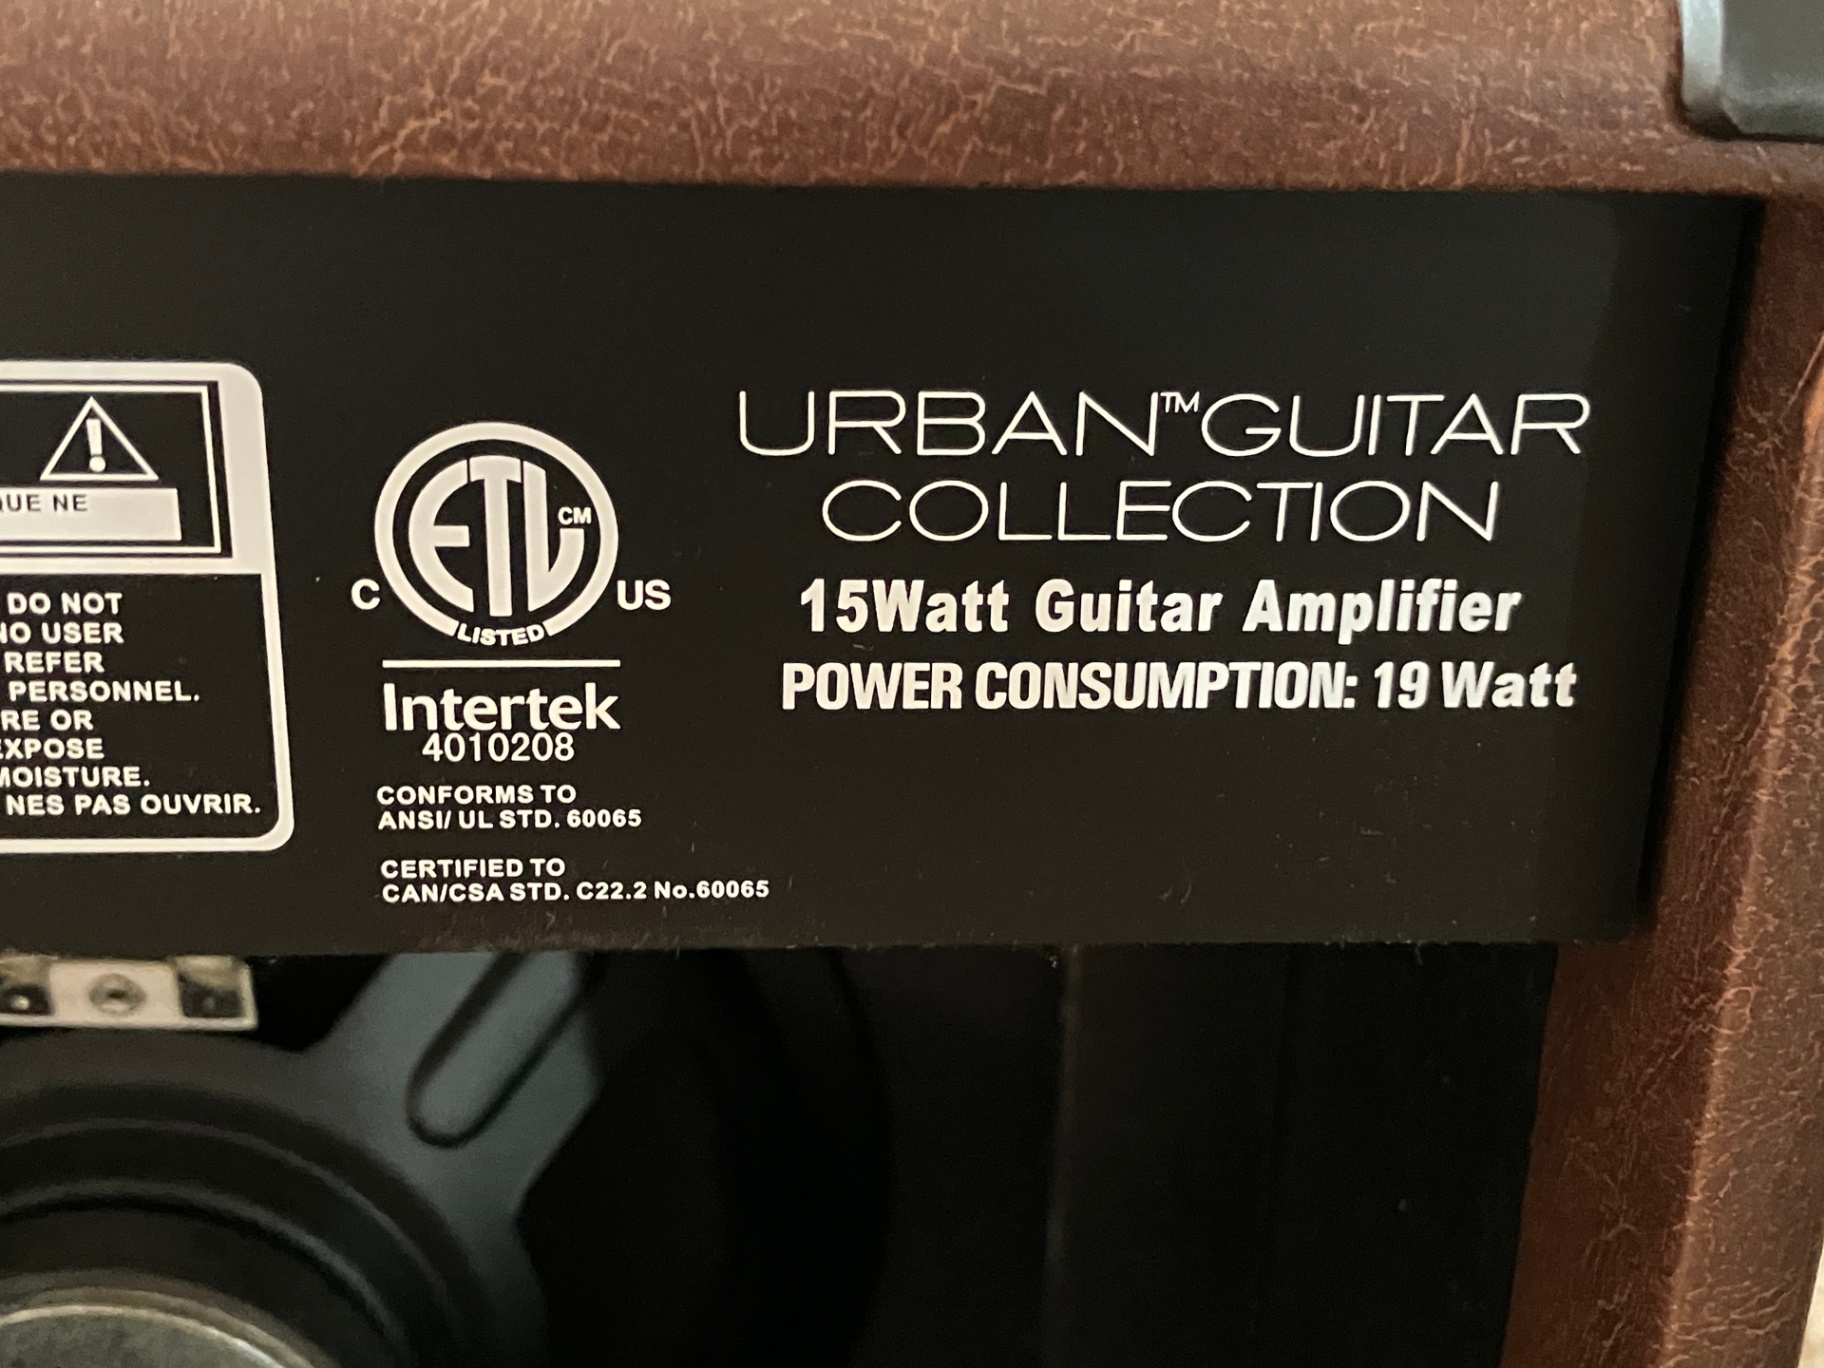 QUE NE
DO NOT
NO USER
REFER
PERSONNEL.
RE OR
EXPOSE
MOISTURE.
NES PAS OUVRIR.
ETL CM
C US
LISTED
Intertek
4010208
CONFORMS TO
ANSI/ UL STD. 60065
CERTIFIED TO
CAN/CSA STD. C22.2 No.60065
URBAN™GUITAR
COLLECTION
15Watt Guitar Amplifier
POWER CONSUMPTION: 19 Watt